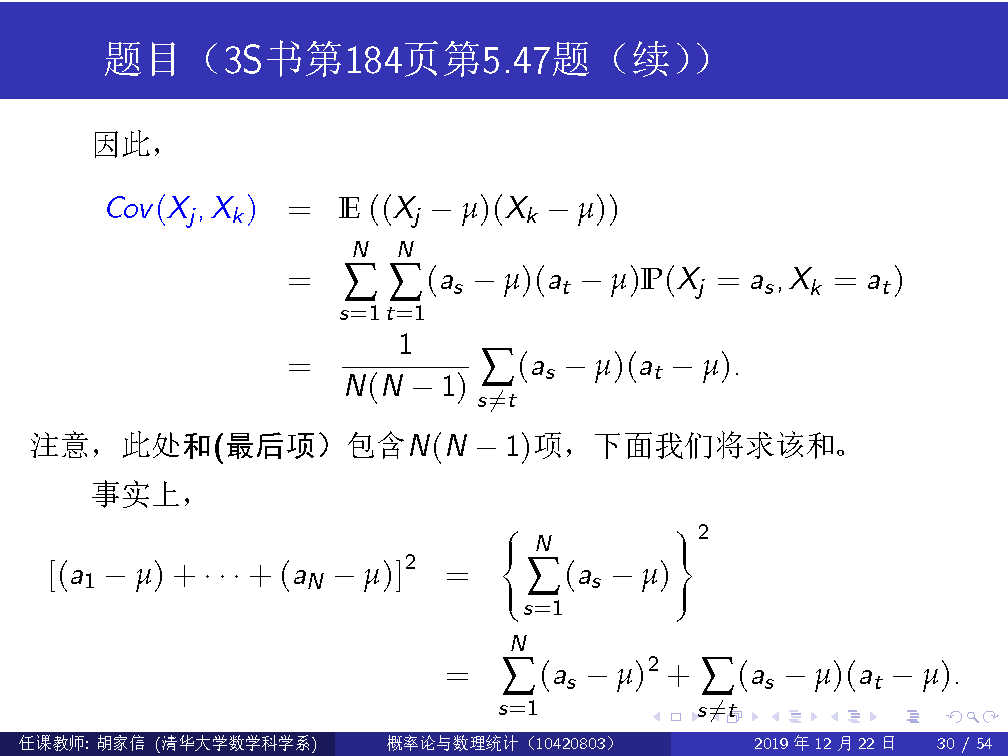 题目（3S书第184页第5.47题（续））
因此，
Cov(X_j, X_k) = 𝔼 ((X_j − μ)(X_k − μ))
= ∑_{s=1}^{N} ∑_{t=1}^{N} (a_s − μ)(a_t − μ)ℙ(X_j = a_s, X_k = a_t)
= \frac{1}{N(N − 1)} ∑_{s≠t} (a_s − μ)(a_t − μ).
注意，此处和(最后项）包含N(N − 1)项，下面我们将求该和。
事实上，
[(a_1 − μ) + ··· + (a_N − μ)]^2 = {∑_{s=1}^{N} (a_s − μ)}^2
= ∑_{s=1}^{N} (a_s − μ)^2 + ∑_{s≠t} (a_s − μ)(a_t − μ).
任课教师: 胡家信 (清华大学数学科学系) 概率论与数理统计（10420803） 2019 年 12 月 22 日 30 / 54